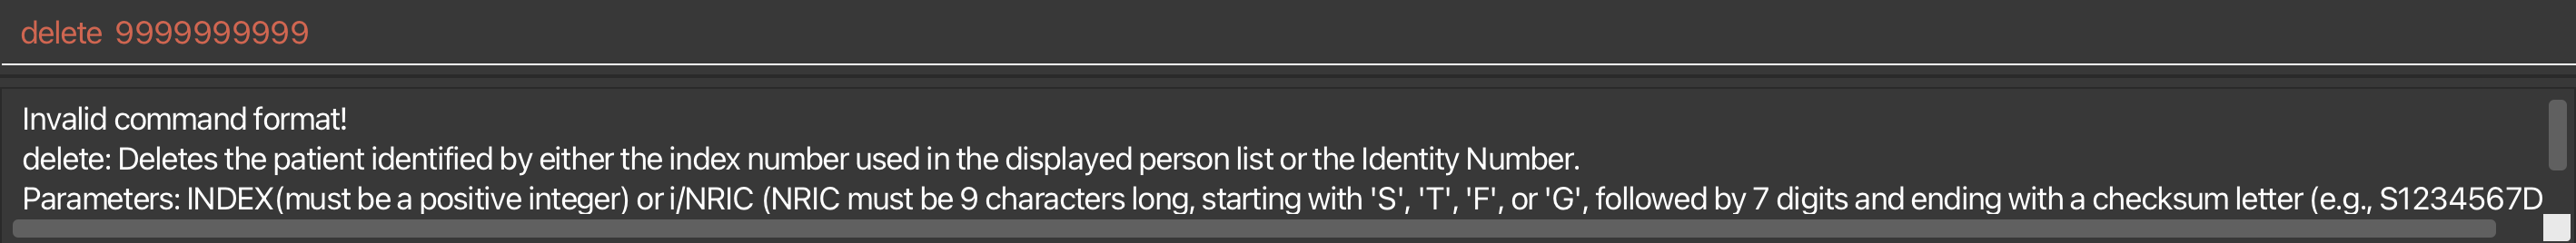 delete 9999999999
Invalid command format!
delete: Deletes the patient identified by either the index number used in the displayed person list or the Identity Number.
Parameters: INDEX(must be a positive integer) or i/NRIC (NRIC must be 9 characters long, starting with 'S', 'T', 'F', or 'G', followed by 7 digits and ending with a checksum letter (e.g., S1234567D